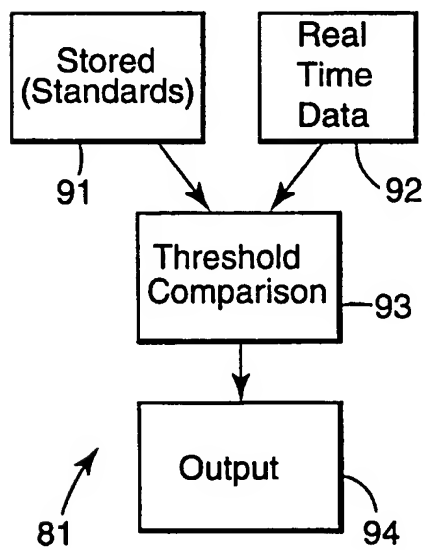 Stored
(Standards)
Real
Time
Data
91
92
Threshold
Comparison
93
Output
81
94